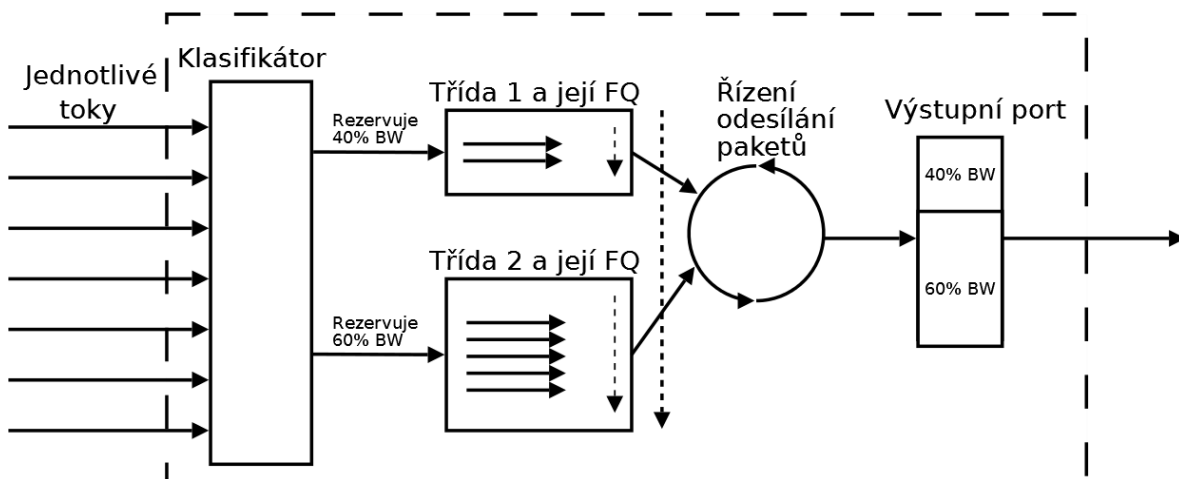 Jednotlivé
toky
Klasifikátor
Rezervuje
40% BW
Třída 1 a její FQ
Rezervuje
60% BW
Třída 2 a její FQ
Řízení
odesílání
paketů
Výstupní port
40% BW
60% BW